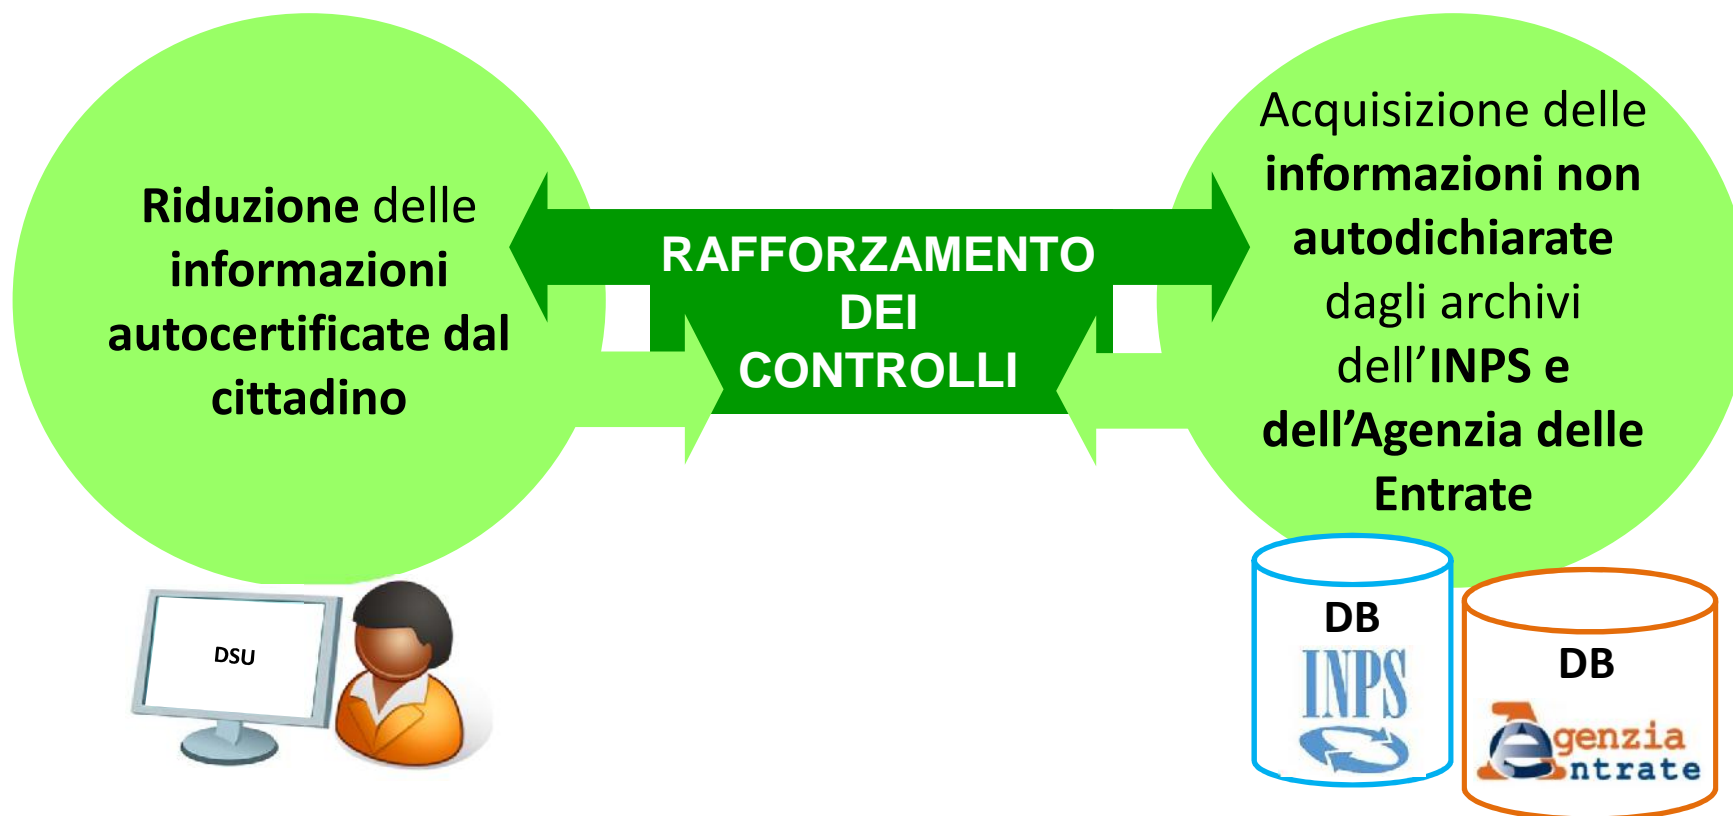 Riduzione delle
informazioni
autocertificate dal
cittadino
RAFFORZAMENTO
DEI
CONTROLLI
Acquisizione delle
informazioni non
autodichiarate
dagli archivi
dell’INPS e
dell’Agenzia delle
Entrate
DSU
DB
INPS
DB
Agenzia
entrate